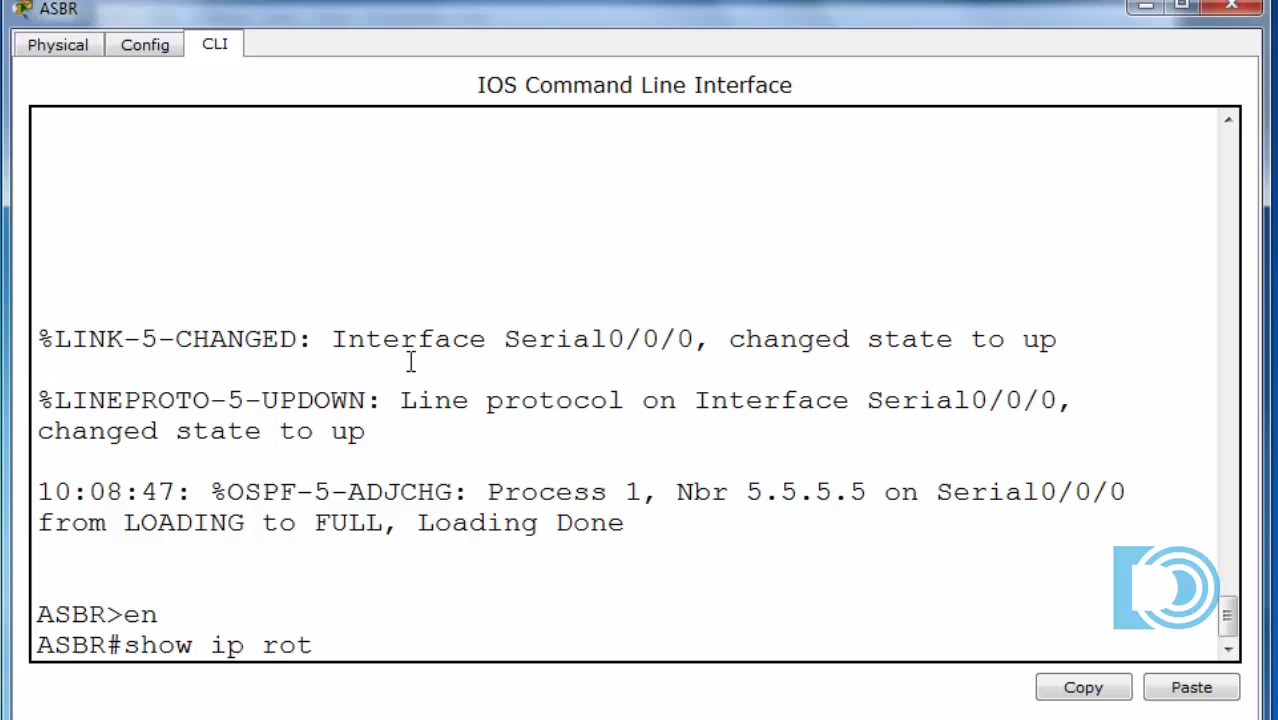 ASBR
Physical
Config
CLI
IOS Command Line Interface
%LINK-5-CHANGED: Interface Serial0/0/0, changed state to up
%LINEPROTO-5-UPDOWN: Line protocol on Interface Serial0/0/0,
changed state to up
10:08:47: %OSPF-5-ADJCHG: Process 1, Nbr 5.5.5.5 on Serial0/0/0
from LOADING to FULL, Loading Done
ASBR>en
ASBR#show ip rot
Copy
Paste